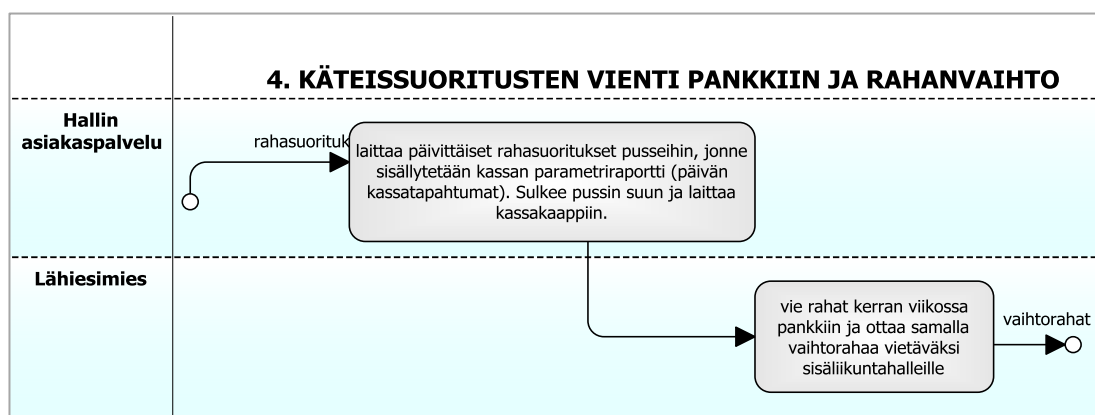 4. KÄTEISSUORITUSTEN VIENTI PANKKIIN JA RAHANVAIHTO
Hallin
asiakaspalvelu
rahasuorituk
laittaa päivittäiset rahasuoritukset pusseihin, jonne
sisällytetään kassan parametriraportti (päivän
kassatapahtumat). Sulkee pussin suun ja laittaa
kassakaappiin.
Lähiesimies
vie rahat kerran viikossa
pankkiin ja ottaa samalla
vaihtorahaa vietäväksi
sisäliikuntahalleille
vaihtorahat